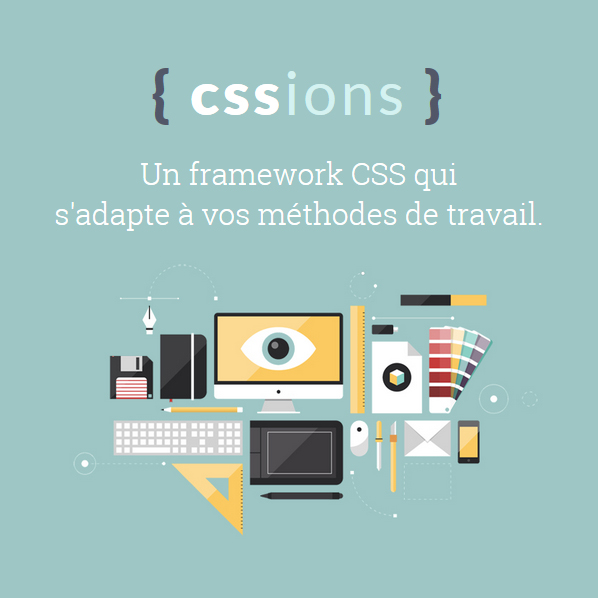 { cssions }
Un framework CSS qui
s'adapte à vos méthodes de travail.